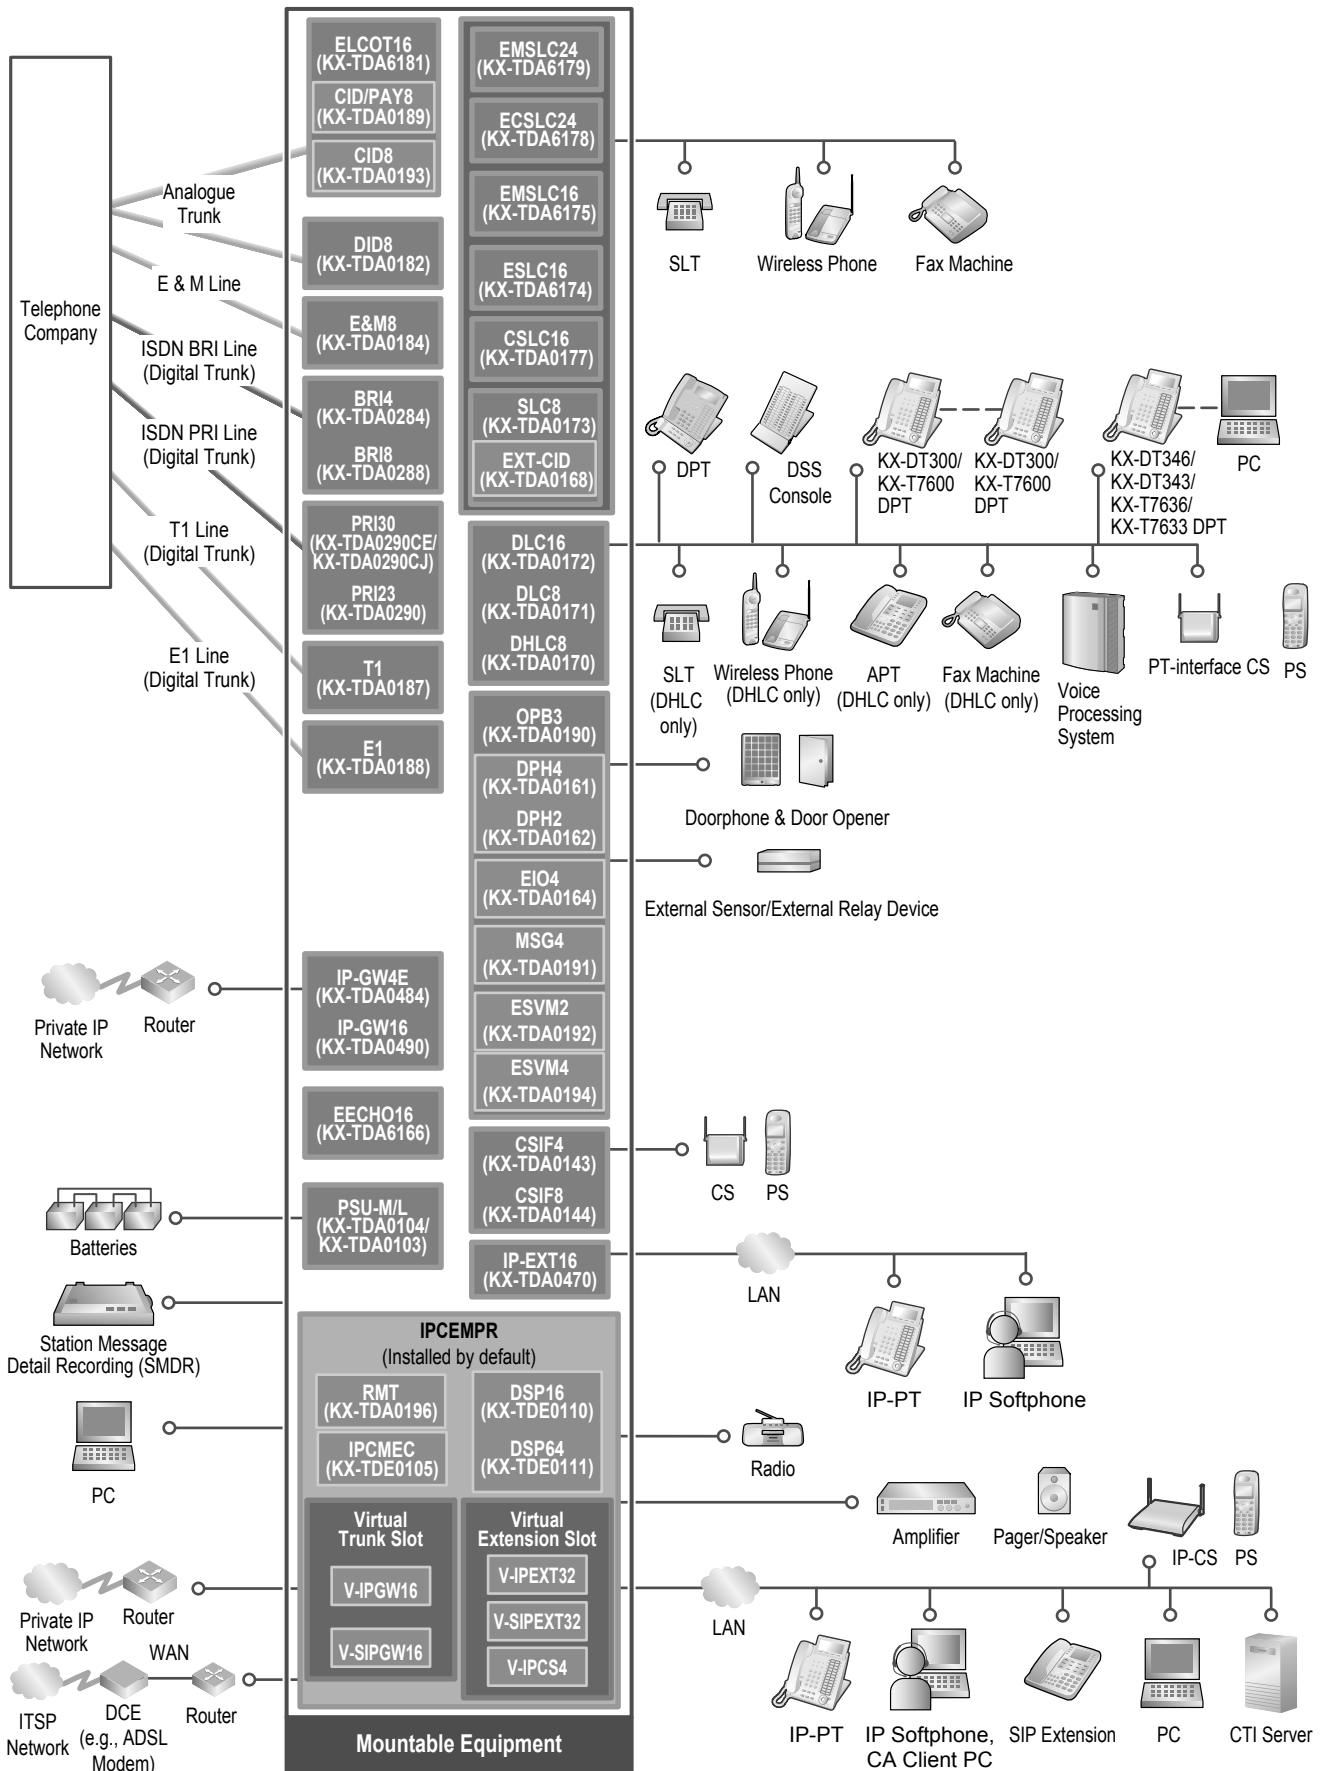 Telephone
Company
Analogue
Trunk
E & M Line
ISDN BRI Line
(Digital Trunk)
ISDN PRI Line
(Digital Trunk)
T1 Line
(Digital Trunk)
E1 Line
(Digital Trunk)
Private IP
Network
Router
Batteries
Station Message
Detail Recording (SMDR)
PC
Private IP
Network
Router
WAN
ITSP
Network
DCE
(e.g., ADSL
Modem)
Router
ELCOT16
(KX-TDA6181)
CID/PAY8
(KX-TDA0189)
CID8
(KX-TDA0193)
DID8
(KX-TDA0182)
E&M8
(KX-TDA0184)
BRI4
(KX-TDA0284)
BRI8
(KX-TDA0288)
PRI30
(KX-TDA0290CE/
KX-TDA0290CJ)
PRI23
(KX-TDA0290)
T1
(KX-TDA0187)
E1
(KX-TDA0188)
IP-GW4E
(KX-TDA0484)
IP-GW16
(KX-TDA0490)
EECHO16
(KX-TDA6166)
PSU-M/L
(KX-TDA0104/
KX-TDA0103)
EMSLC24
(KX-TDA6179)
ECSLC24
(KX-TDA6178)
EMSLC16
(KX-TDA6175)
ESLC16
(KX-TDA6174)
CSLC16
(KX-TDA0177)
SLC8
(KX-TDA0173)
EXT-CID
(KX-TDA0168)
DLC16
(KX-TDA0172)
DLC8
(KX-TDA0171)
DHLC8
(KX-TDA0170)
OPB3
(KX-TDA0190)
DPH4
(KX-TDA0161)
DPH2
(KX-TDA0162)
EIO4
(KX-TDA0164)
MSG4
(KX-TDA0191)
ESVM2
(KX-TDA0192)
ESVM4
(KX-TDA0194)
CSIF4
(KX-TDA0143)
CSIF8
(KX-TDA0144)
IP-EXT16
(KX-TDA0470)
IPCEMPR
(Installed by default)
RMT
(KX-TDA0196)
IPCMEC
(KX-TDE0105)
DSP16
(KX-TDE0110)
DSP64
(KX-TDE0111)
Virtual
Trunk Slot
V-IPGW16
V-SIPGW16
Virtual
Extension Slot
V-IPEXT32
V-SIPEXT32
V-IPCS4
Mountable Equipment
SLT
Wireless Phone
Fax Machine
DPT
DSS
Console
KX-DT300/
KX-T7600
DPT
KX-DT300/
KX-T7600
DPT
KX-DT346/
KX-DT343/
KX-T7636/
KX-T7633 DPT
PC
SLT
(DHLC
only)
Wireless Phone
(DHLC only)
APT
(DHLC only)
Fax Machine
(DHLC only)
Voice
Processing
System
PT-interface CS
PS
Doorphone & Door Opener
External Sensor/External Relay Device
CS
PS
LAN
IP-PT
IP Softphone
Radio
Amplifier
Pager/Speaker
IP-CS
PS
LAN
IP-PT
IP Softphone,
CA Client PC
SIP Extension
PC
CTI Server